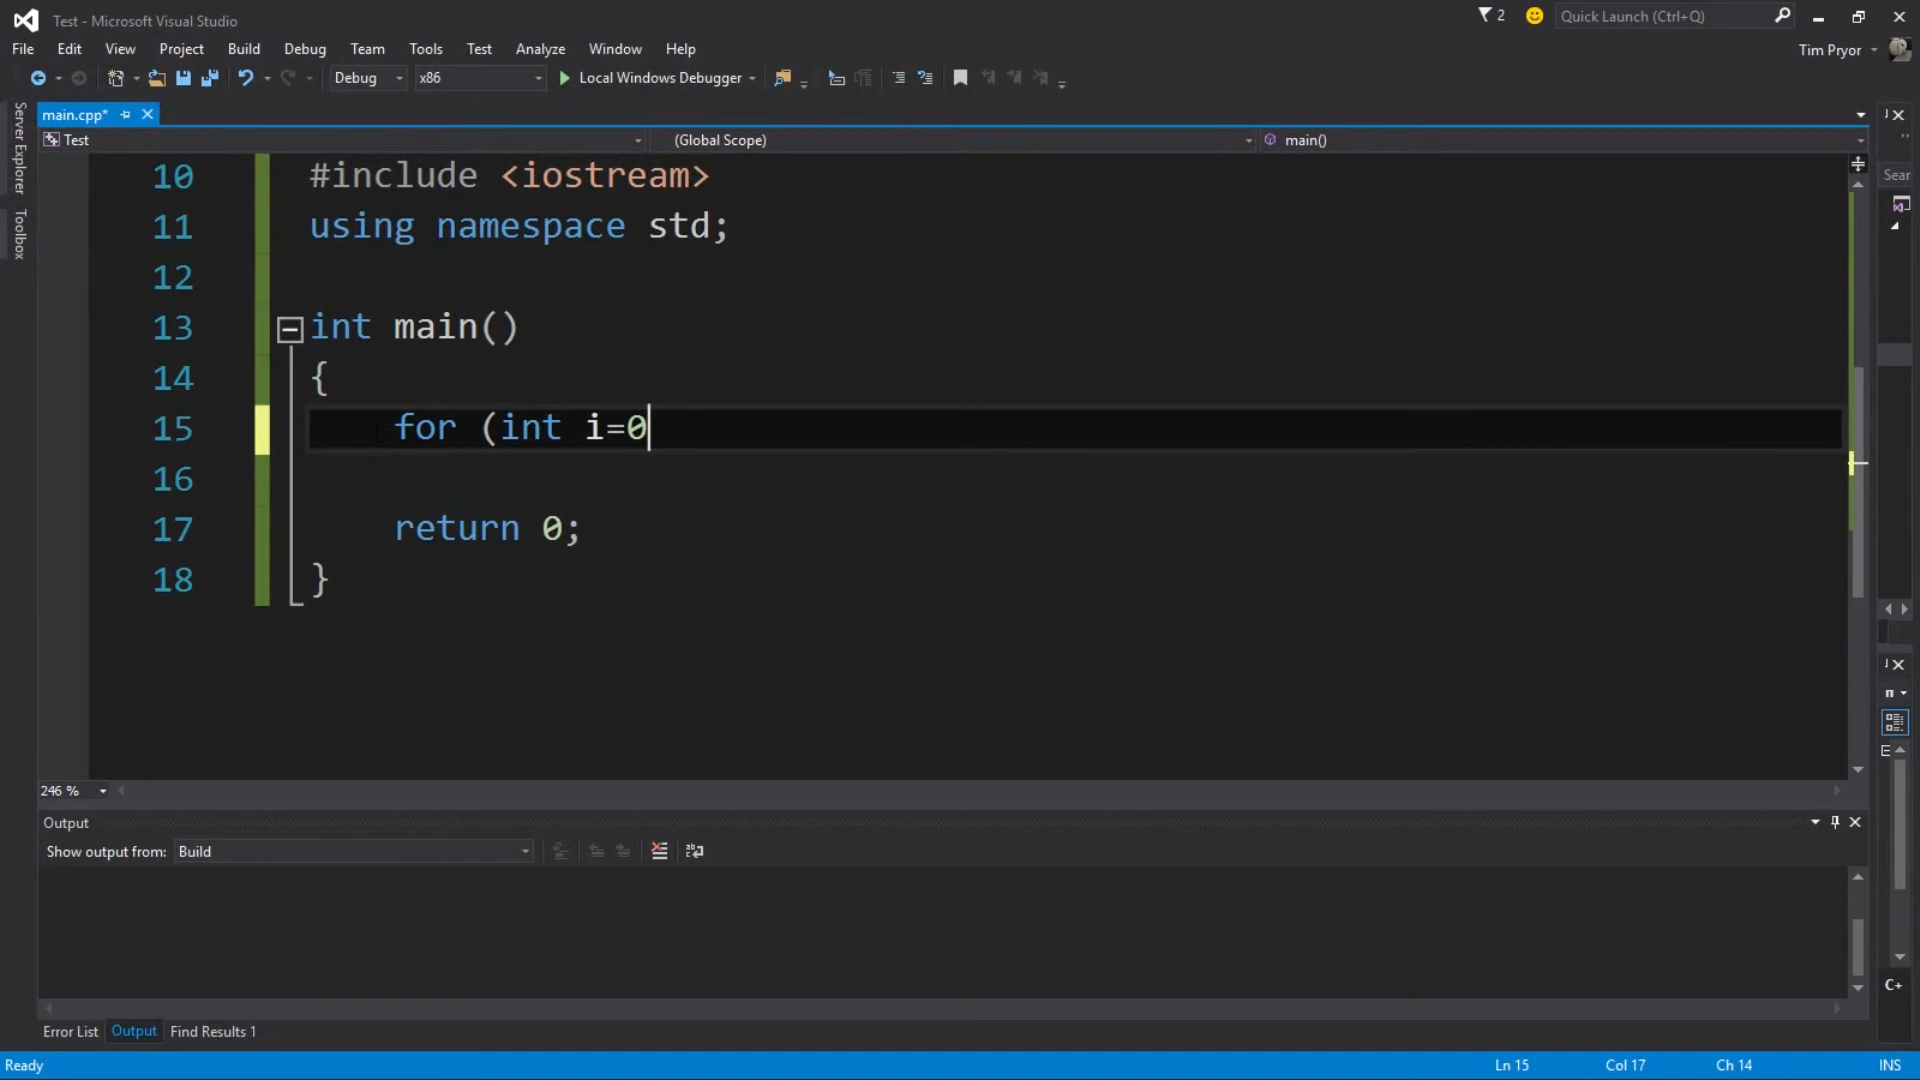 Test - Microsoft Visual Studio
2
Quick Launch (Ctrl+Q)
File Edit View Project Build Debug Team Tools Test Analyze Window Help
Tim Pryor
Debug x86 Local Windows Debugger
Server Explorer
Toolbox
main.cpp*
Test (Global Scope) main()
Sear
10 #include <iostream>
11 using namespace std;
12
13 int main()
14 {
15 for (int i=0
16
17 return 0;
18 }
246 %
Output
Show output from: Build
C+
Error List Output Find Results 1
Ready Ln 15 Col 17 Ch 14 INS